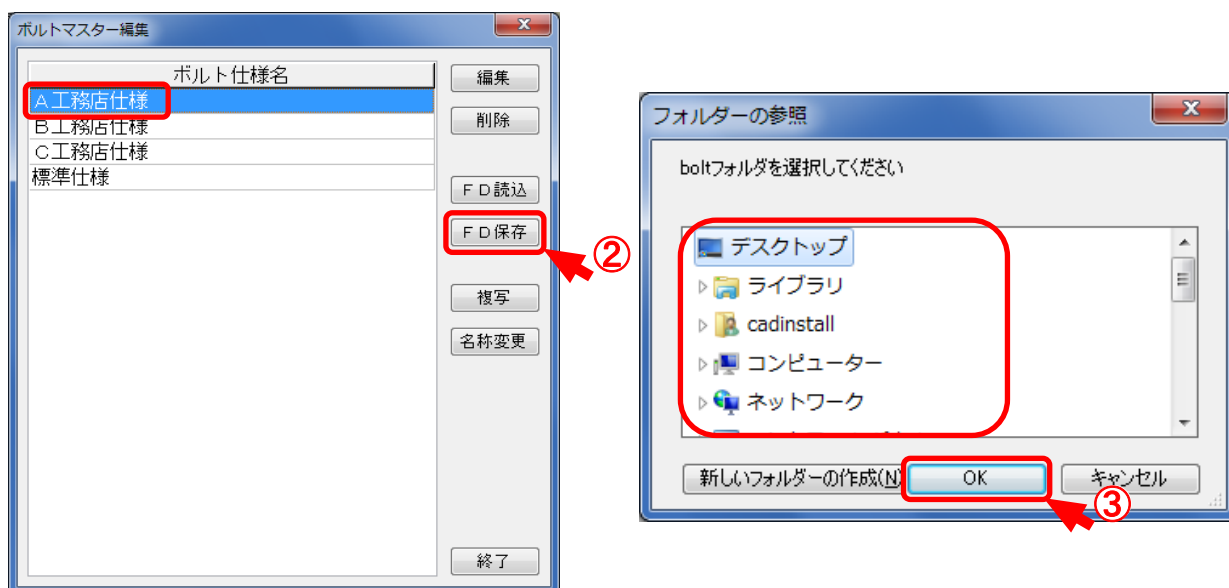 ボルトマスター編集
ボルト仕様名
A工務店仕様
B工務店仕様
C工務店仕様
標準仕様
編集
削除
FD読込
FD保存
②
複写
名称変更
終了
フォルダーの参照
boltフォルダを選択してください
デスクトップ
ライブラリ
cadinstall
コンピューター
ネットワーク
新しいフォルダーの作成(N)
OK
キャンセル
③